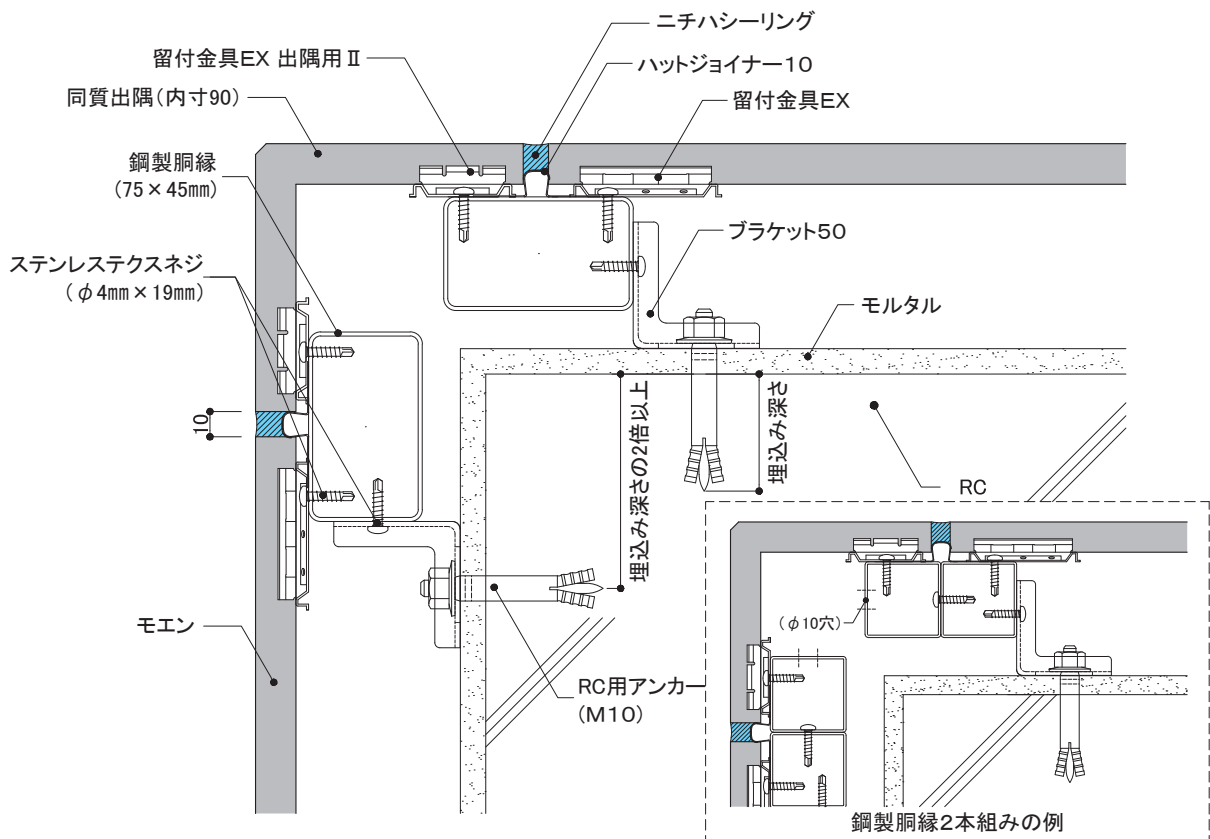 ニチハシーリング
留付金具EX 出隅用Ⅱ
ハットジョイナー10
同質出隅(内寸90)
留付金具EX
鋼製胴縁
(75×45mm)
ブラケット50
ステンレステクスネジ
(φ4mm×19mm)
モルタル
10
埋込み深さの2倍以上
埋込み深さ
RC
モエン
RC用アンカー
(M10)
(φ10穴)
鋼製胴縁2本組みの例